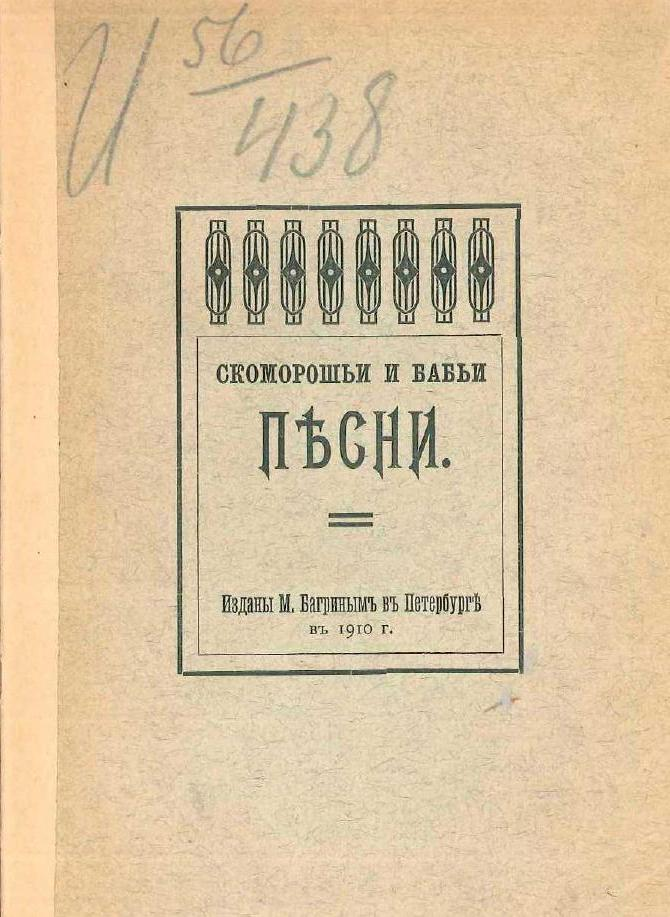 И 56/438
СКОМОРОШЬИ И БАБЬИ
ПѢСНИ.
Изданы М. Багринымъ въ Петербургѣ
въ 1910 г.